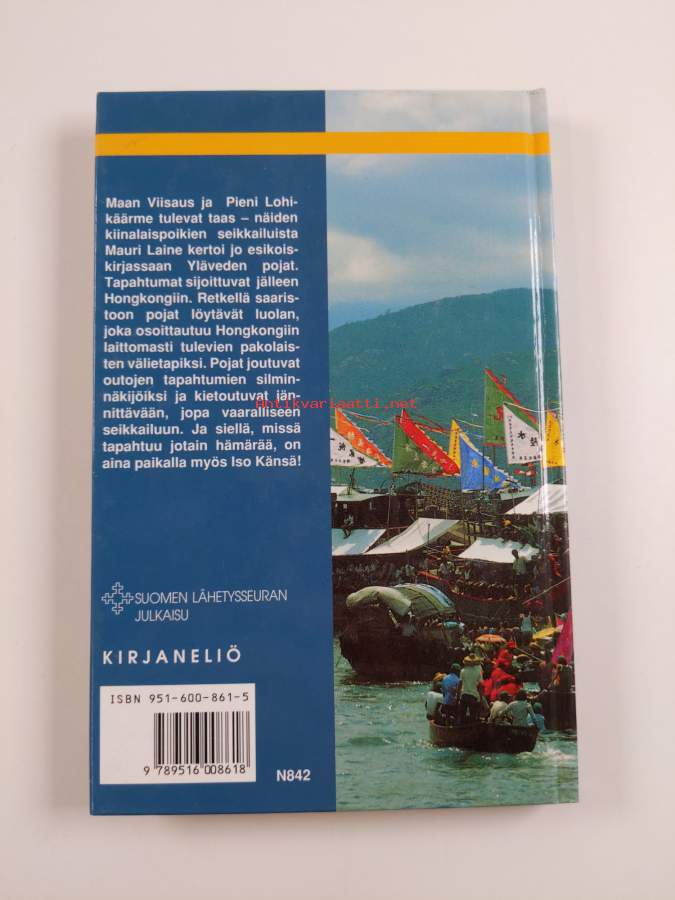 Maan Viisaus ja Pieni Lohi-
käärme tulevat taas – näiden
kiinalaispoikien seikkailuista
Mauri Laine kertoi jo esikois-
kirjassaan Yläveden pojat.
Tapahtumat sijoittuvat jälleen
Hongkongiin. Retkellä saaris-
toon pojat löytävät luolan,
joka osoittautuu Hongkongiin
laittomasti tulevien pakolais-
ten välietapiksi. Pojat joutuvat
outojen tapahtumien silmin-
näkijöiksi ja kietoutuvat jän-
nittävään, jopa vaaralliseen
seikkailuun. Ja siellä, missä
tapahtuu jotain hämärää, on
aina paikalla myös Iso Känsä!
Antikvariaatti.net
SUOMEN LÄHETYSSEURAN
JULKAISU
KIRJANELIÖ
ISBN 951-600-861-5
9 789516 008618
N842